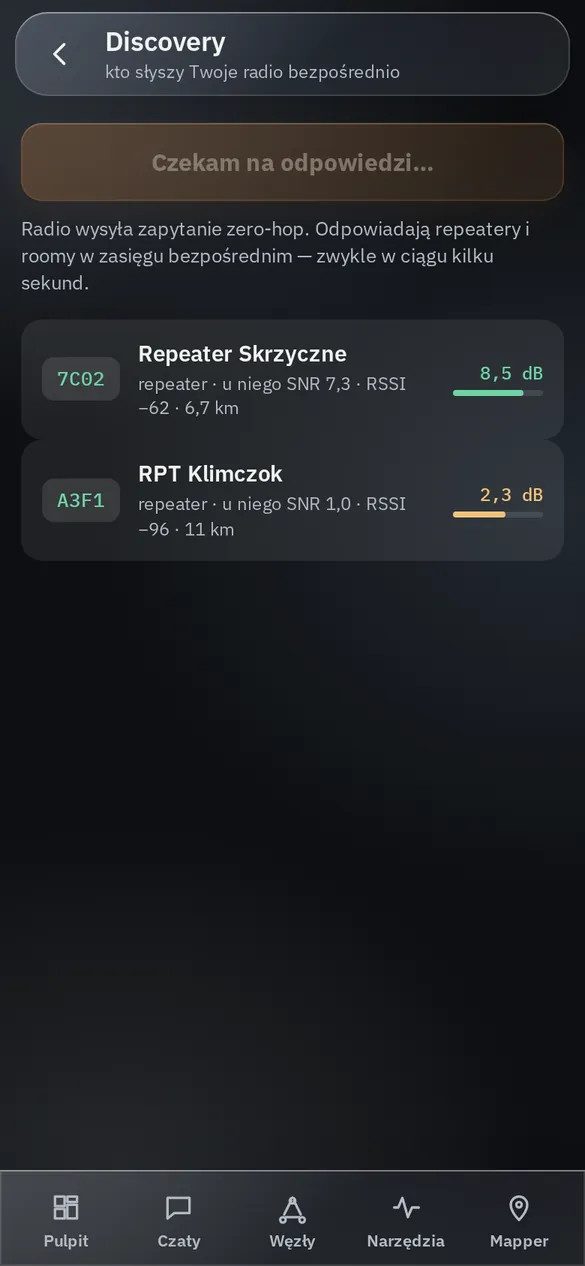 Discovery
kto słyszy Twoje radio bezpośrednio
Czekam na odpowiedzi…
Radio wysyła zapytanie zero-hop. Odpowiadają repeatery i
roomy w zasięgu bezpośrednim — zwykle w ciągu kilku
sekund.
7C02
Repeater Skrzyczne
repeater · u niego SNR 7,3 · RSSI
−62 · 6,7 km
8,5 dB
A3F1
RPT Klimczok
repeater · u niego SNR 1,0 · RSSI
−96 · 11 km
2,3 dB
Pulpit
Czaty
Węzły
Narzędzia
Mapper